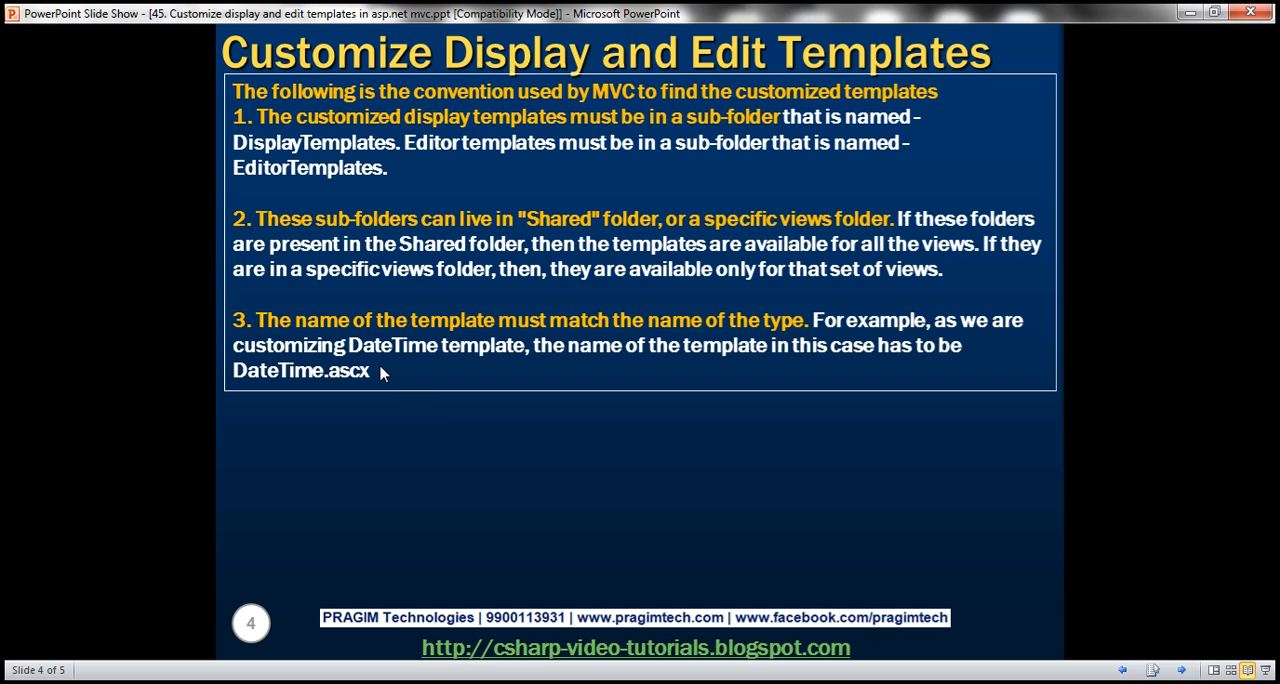 PowerPoint Slide Show - [45. Customize display and edit templates in asp.net mvc.ppt [Compatibility Mode]] - Microsoft PowerPoint
Customize Display and Edit Templates
The following is the convention used by MVC to find the customized templates
1. The customized display templates must be in a sub-folder that is named -
DisplayTemplates. Editor templates must be in a sub-folder that is named -
EditorTemplates.
2. These sub-folders can live in "Shared" folder, or a specific views folder. If these folders
are present in the Shared folder, then the templates are available for all the views. If they
are in a specific views folder, then, they are available only for that set of views.
3. The name of the template must match the name of the type. For example, as we are
customizing DateTime template, the name of the template in this case has to be
DateTime.ascx
4
PRAGIM Technologies | 9900113931 | www.pragimtech.com | www.facebook.com/pragimtech
http://csharp-video-tutorials.blogspot.com
Slide 4 of 5